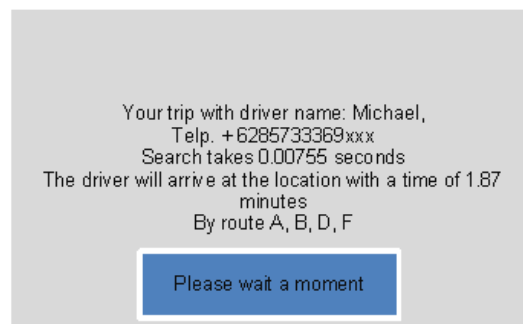 Your trip with driver name: Michael,
Telp. +6285733369xxx
Search takes 0.00755 seconds
The driver will arrive at the location with a time of 1.87
minutes
By route A, B, D, F
Please wait a moment